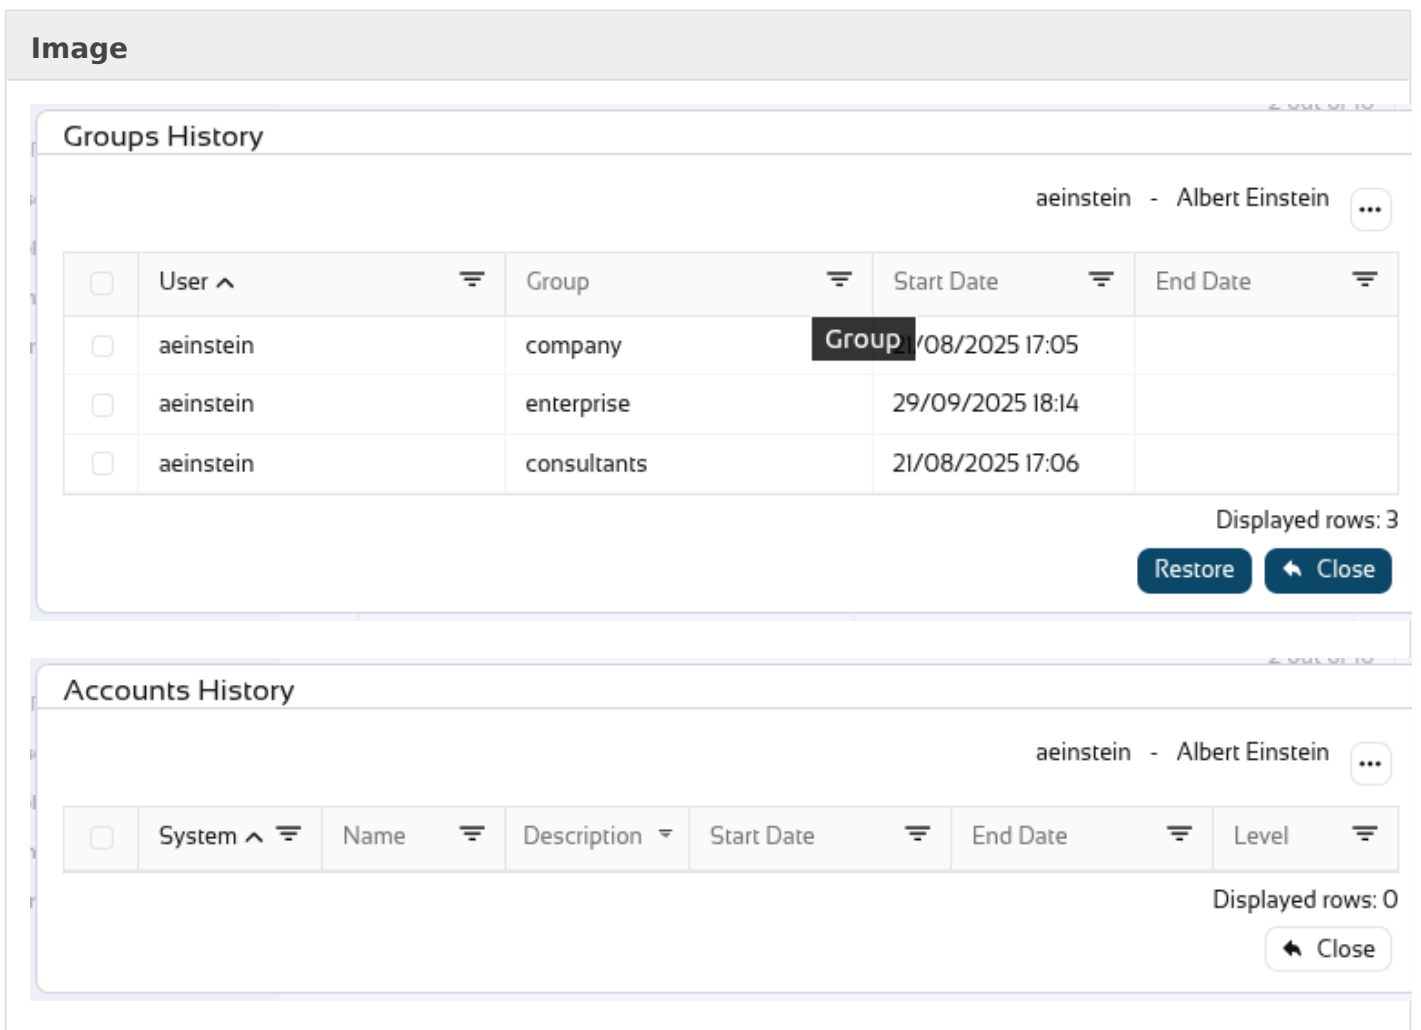 Image
Groups History
aeinstein - Albert Einstein ...
User Group Start Date End Date
Group
aeinstein company /08/2025 17:05
aeinstein enterprise 29/09/2025 18:14
aeinstein consultants 21/08/2025 17:06
Displayed rows: 3
Restore Close
Accounts History
aeinstein - Albert Einstein ...
System Name Description Start Date End Date Level
Displayed rows: 0
Close